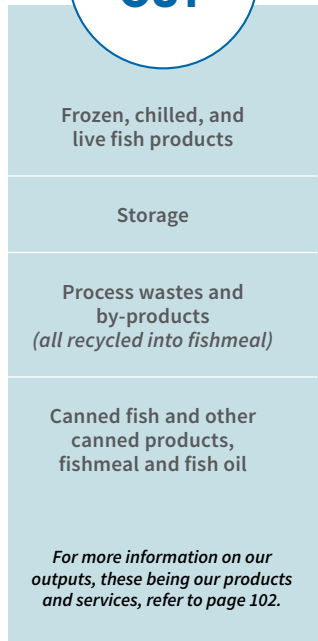 Frozen, chilled, and
live fish products
Storage
Process wastes and
by-products
(all recycled into fishmeal)
Canned fish and other
canned products,
fishmeal and fish oil
For more information on our
outputs, these being our products
and services, refer to page 102.